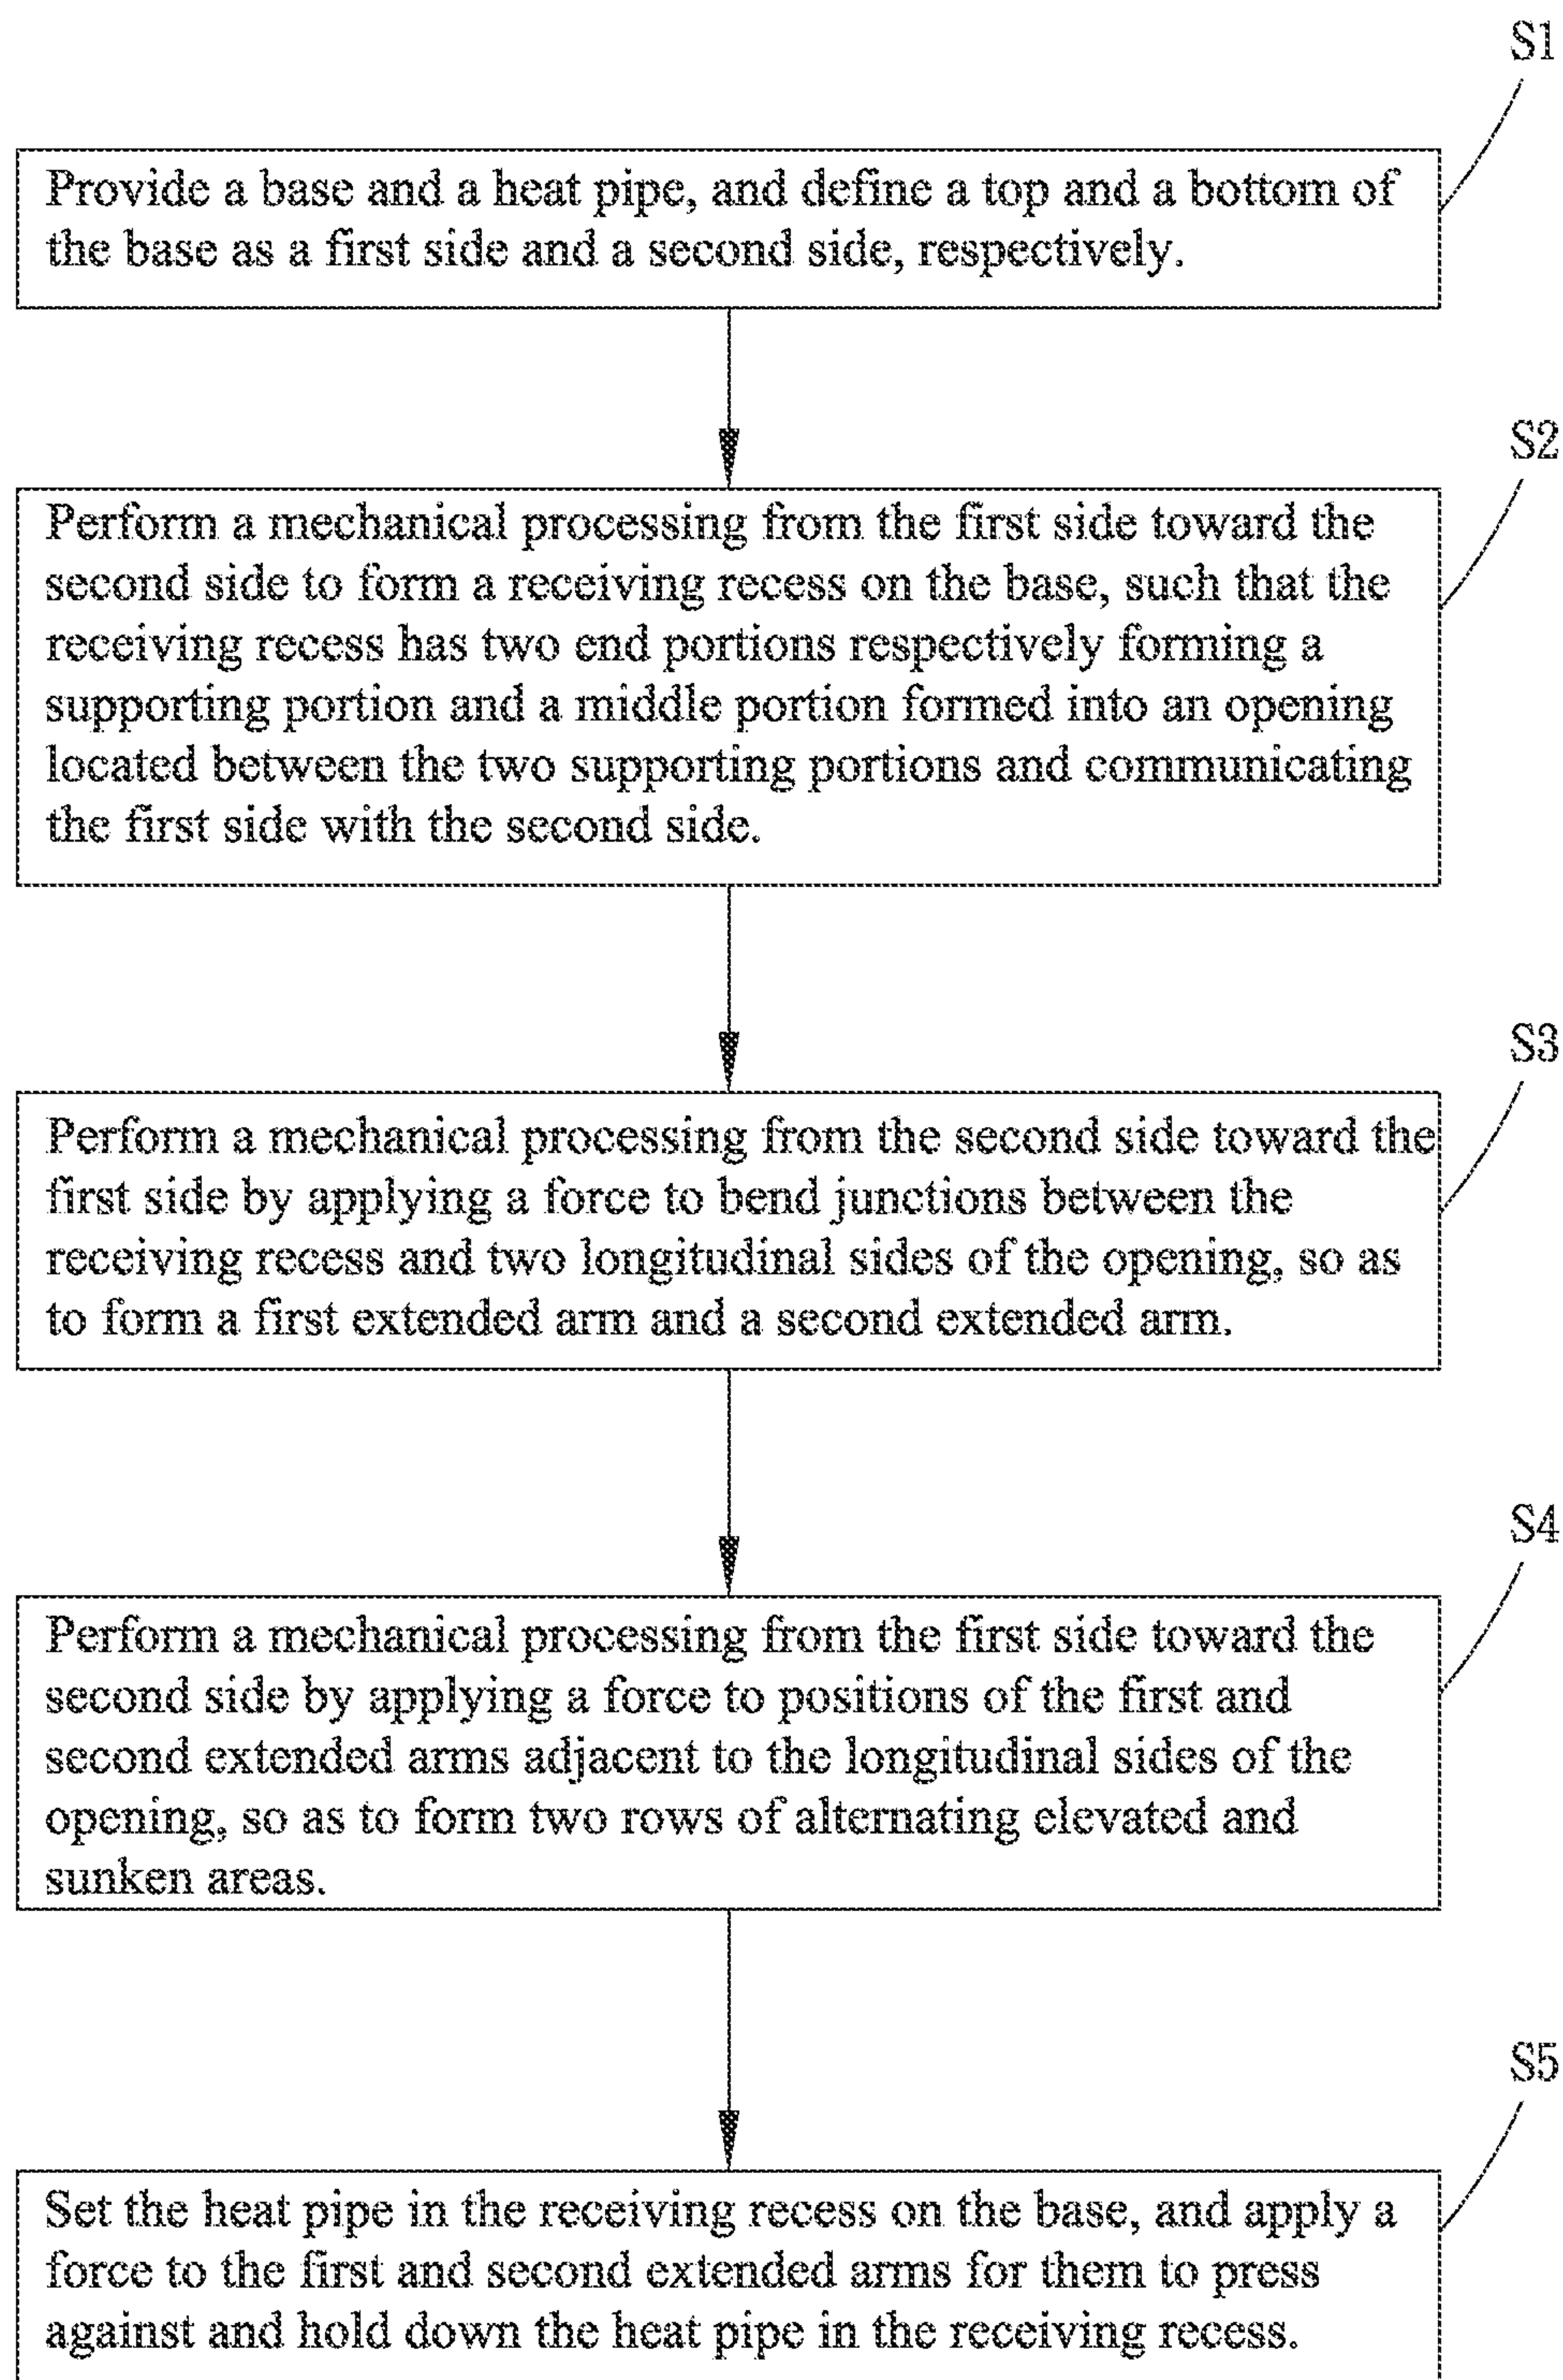 S1
Provide a base and a heat pipe, and define a top and a bottom of
the base as a first side and a second side, respectively.
S2
Perform a mechanical processing from the first side toward the
second side to form a receiving recess on the base, such that the
receiving recess has two end portions respectively forming a
supporting portion and a middle portion formed into an opening
located between the two supporting portions and communicating
the first side with the second side.
S3
Perform a mechanical processing from the second side toward the
first side by applying a force to bend junctions between the
receiving recess and two longitudinal sides of the opening, so as
to form a first extended arm and a second extended arm.
S4
Perform a mechanical processing from the first side toward the
second side by applying a force to positions of the first and
second extended arms adjacent to the longitudinal sides of the
opening, so as to form two rows of alternating elevated and
sunken areas.
S5
Set the heat pipe in the receiving recess on the base, and apply a
force to the first and second extended arms for them to press
against and hold down the heat pipe in the receiving recess.